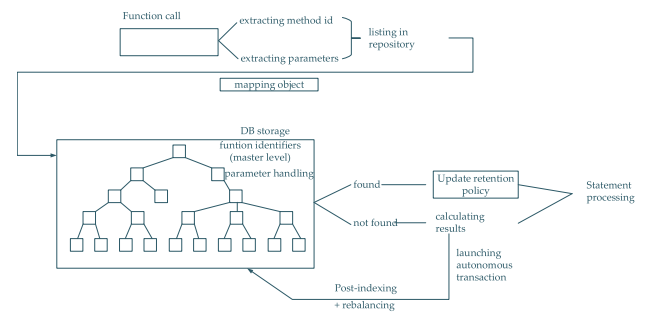 Function call
extracting method id
extracting parameters
listing in
repository
mapping object
DB storage
funtion identifiers
(master level)
parameter handling
found
not found
Update retention
policy
calculating
results
Statement
processing
launching
autonomous
transaction
Post-indexing
+ rebalancing